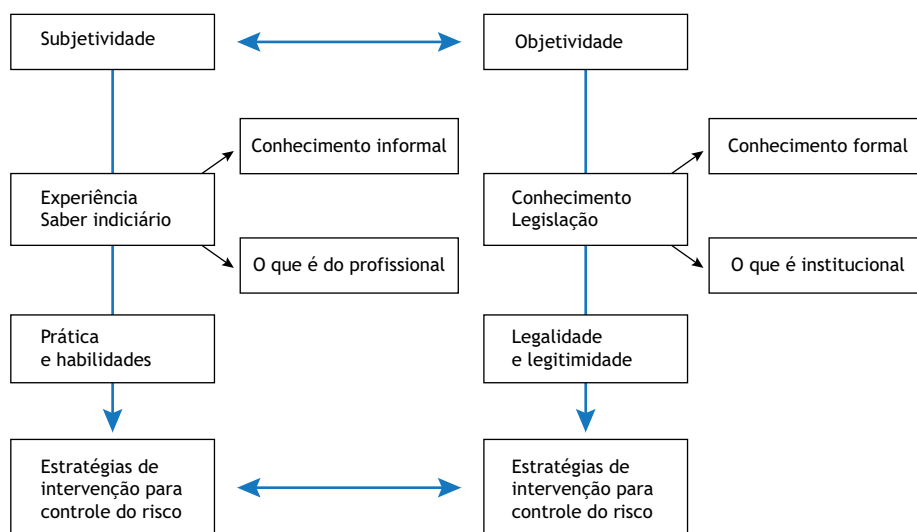 Subjetividade
Objetividade
Conhecimento informal
Conhecimento formal
Experiência
Saber indiciário
Conhecimento
Legislação
O que é do profissional
O que é institucional
Prática
e habilidades
Legalidade
e legitimidade
Estratégias de
intervenção para
controle do risco
Estratégias de
intervenção para
controle do risco